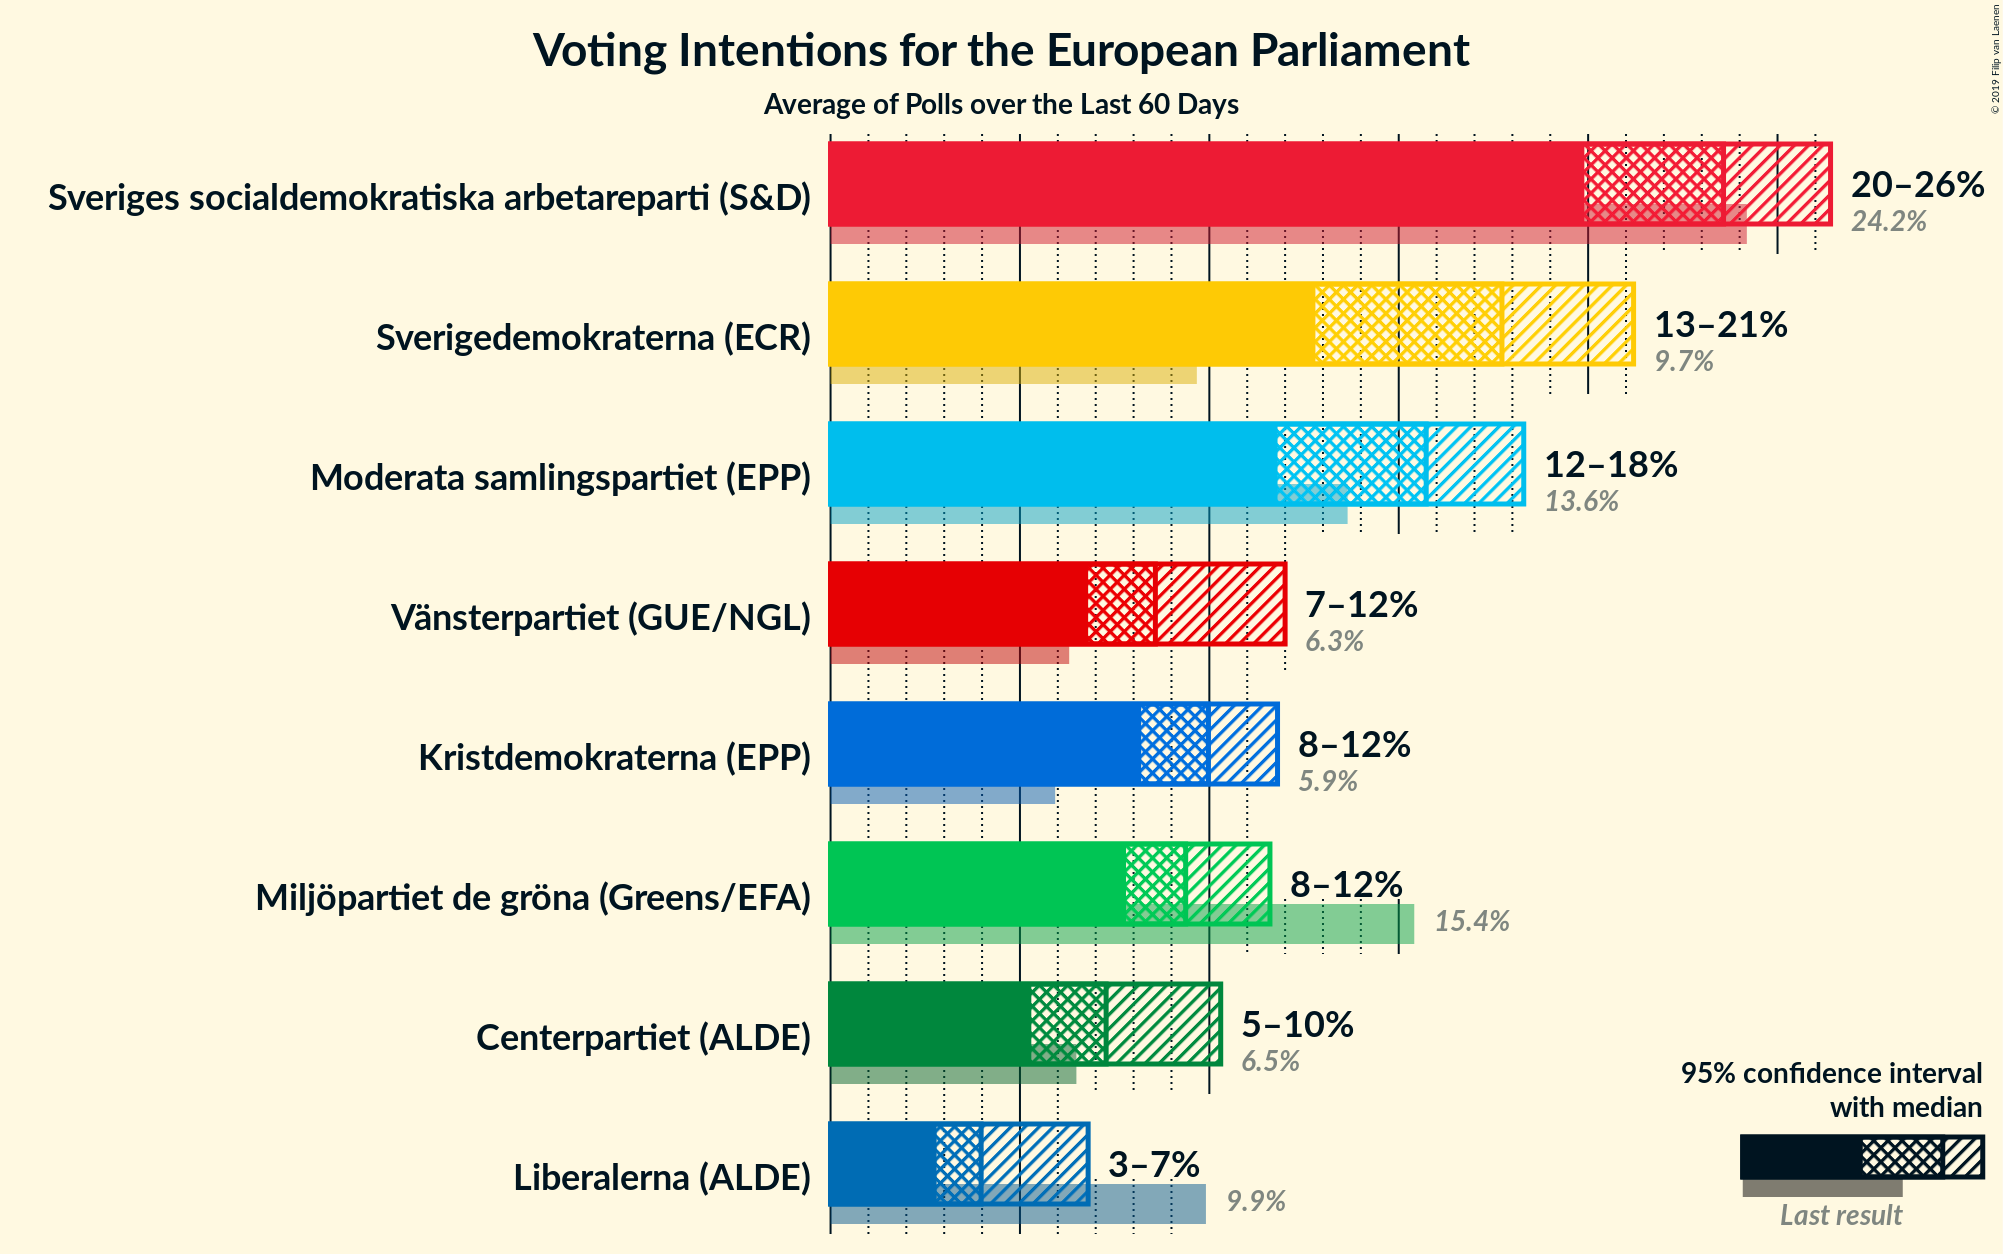 Voting Intentions for the European Parliament
Average of Polls over the Last 60 Days
© 2019 Filip van Laenen
Sveriges socialdemokratiska arbetareparti (S&D)
20–26%
24.2%
Sverigedemokraterna (ECR)
13–21%
9.7%
Moderata samlingspartiet (EPP)
12–18%
13.6%
Vänsterpartiet (GUE/NGL)
7–12%
6.3%
Kristdemokraterna (EPP)
8–12%
5.9%
Miljöpartiet de gröna (Greens/EFA)
8–12%
15.4%
Centerpartiet (ALDE)
5–10%
6.5%
Liberalerna (ALDE)
3–7%
9.9%
95% confidence interval
with median
Last result